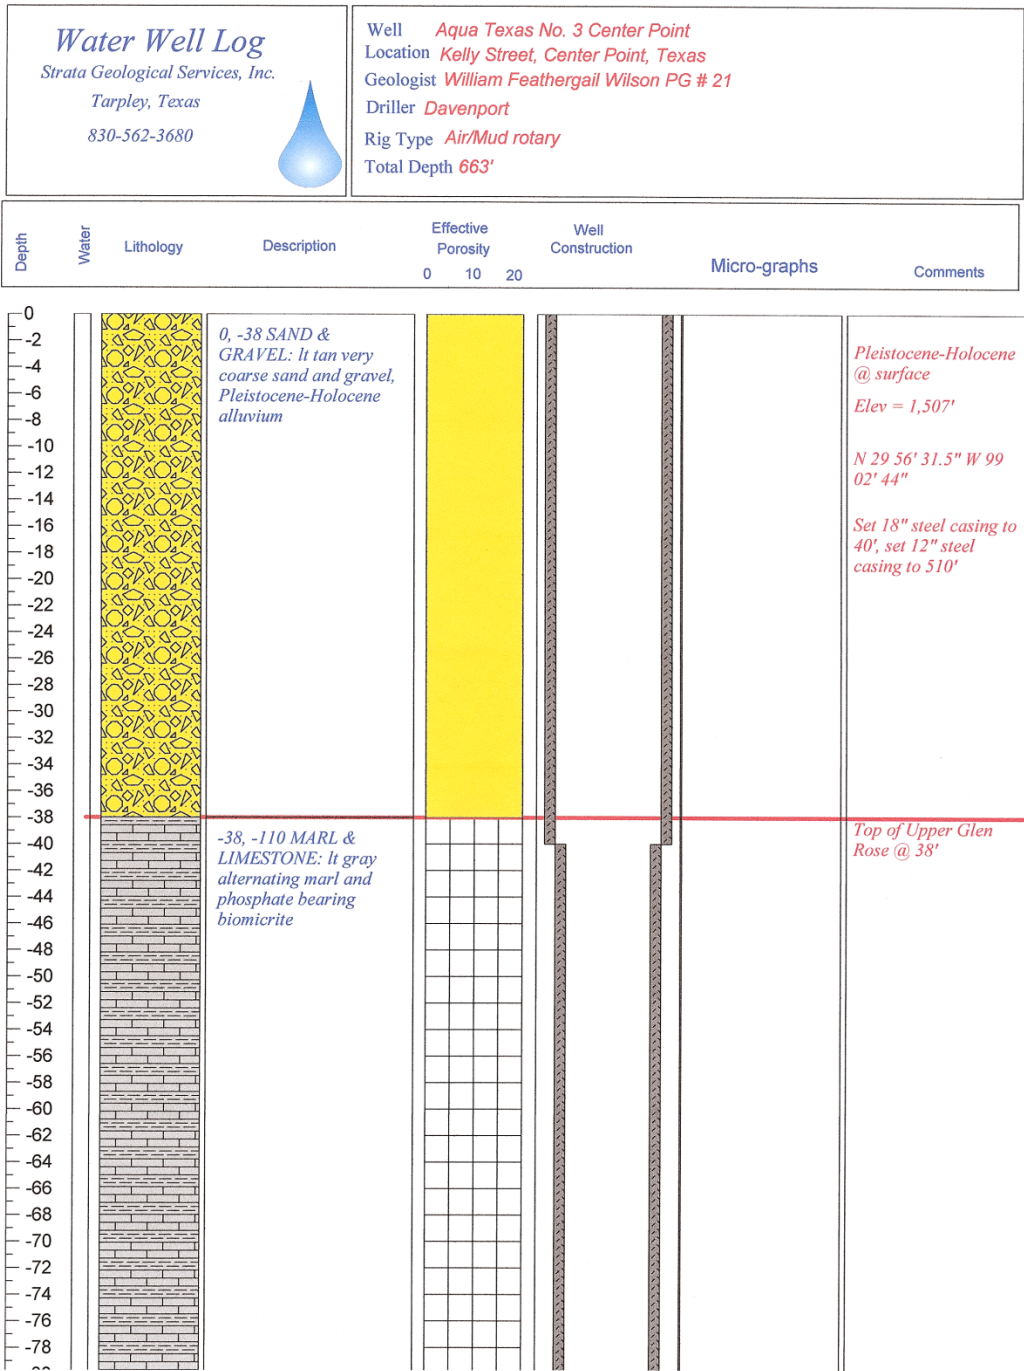 Water Well Log
Strata Geological Services, Inc.
Tarpley, Texas
830-562-3680
Well Aqua Texas No. 3 Center Point
Location Kelly Street, Center Point, Texas
Geologist William Feathergail Wilson PG # 21
Driller Davenport
Rig Type Air/Mud rotary
Total Depth 663'
Depth
Water
Lithology
Description
Effective
Porosity
0 10 20
Well
Construction
Micro-graphs
Comments
0
-2
-4
-6
-8
-10
-12
-14
-16
-18
-20
-22
-24
-26
-28
-30
-32
-34
-36
-38
-40
-42
-44
-46
-48
-50
-52
-54
-56
-58
-60
-62
-64
-66
-68
-70
-72
-74
-76
-78
0, -38 SAND &
GRAVEL: lt tan very
coarse sand and gravel,
Pleistocene-Holocene
alluvium
-38, -110 MARL &
LIMESTONE: lt gray
alternating marl and
phosphate bearing
biomicrite
Pleistocene-Holocene
@ surface
Elev = 1,507'
N 29 56' 31.5" W 99
02' 44"
Set 18" steel casing to
40', set 12" steel
casing to 510'
Top of Upper Glen
Rose @ 38'